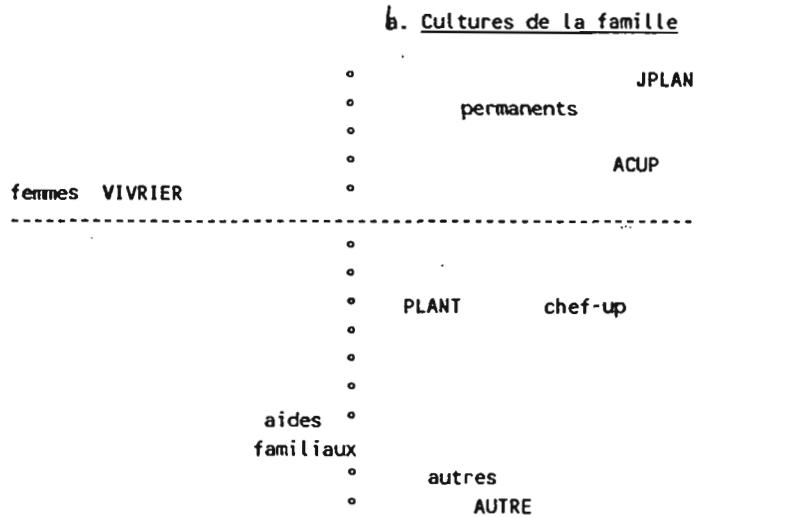 b. Cultures de la famille
JPLAN
permanents
ACUP
femmes VIVRIER
PLANT chef-up
aides
familiaux
autres
AUTRE